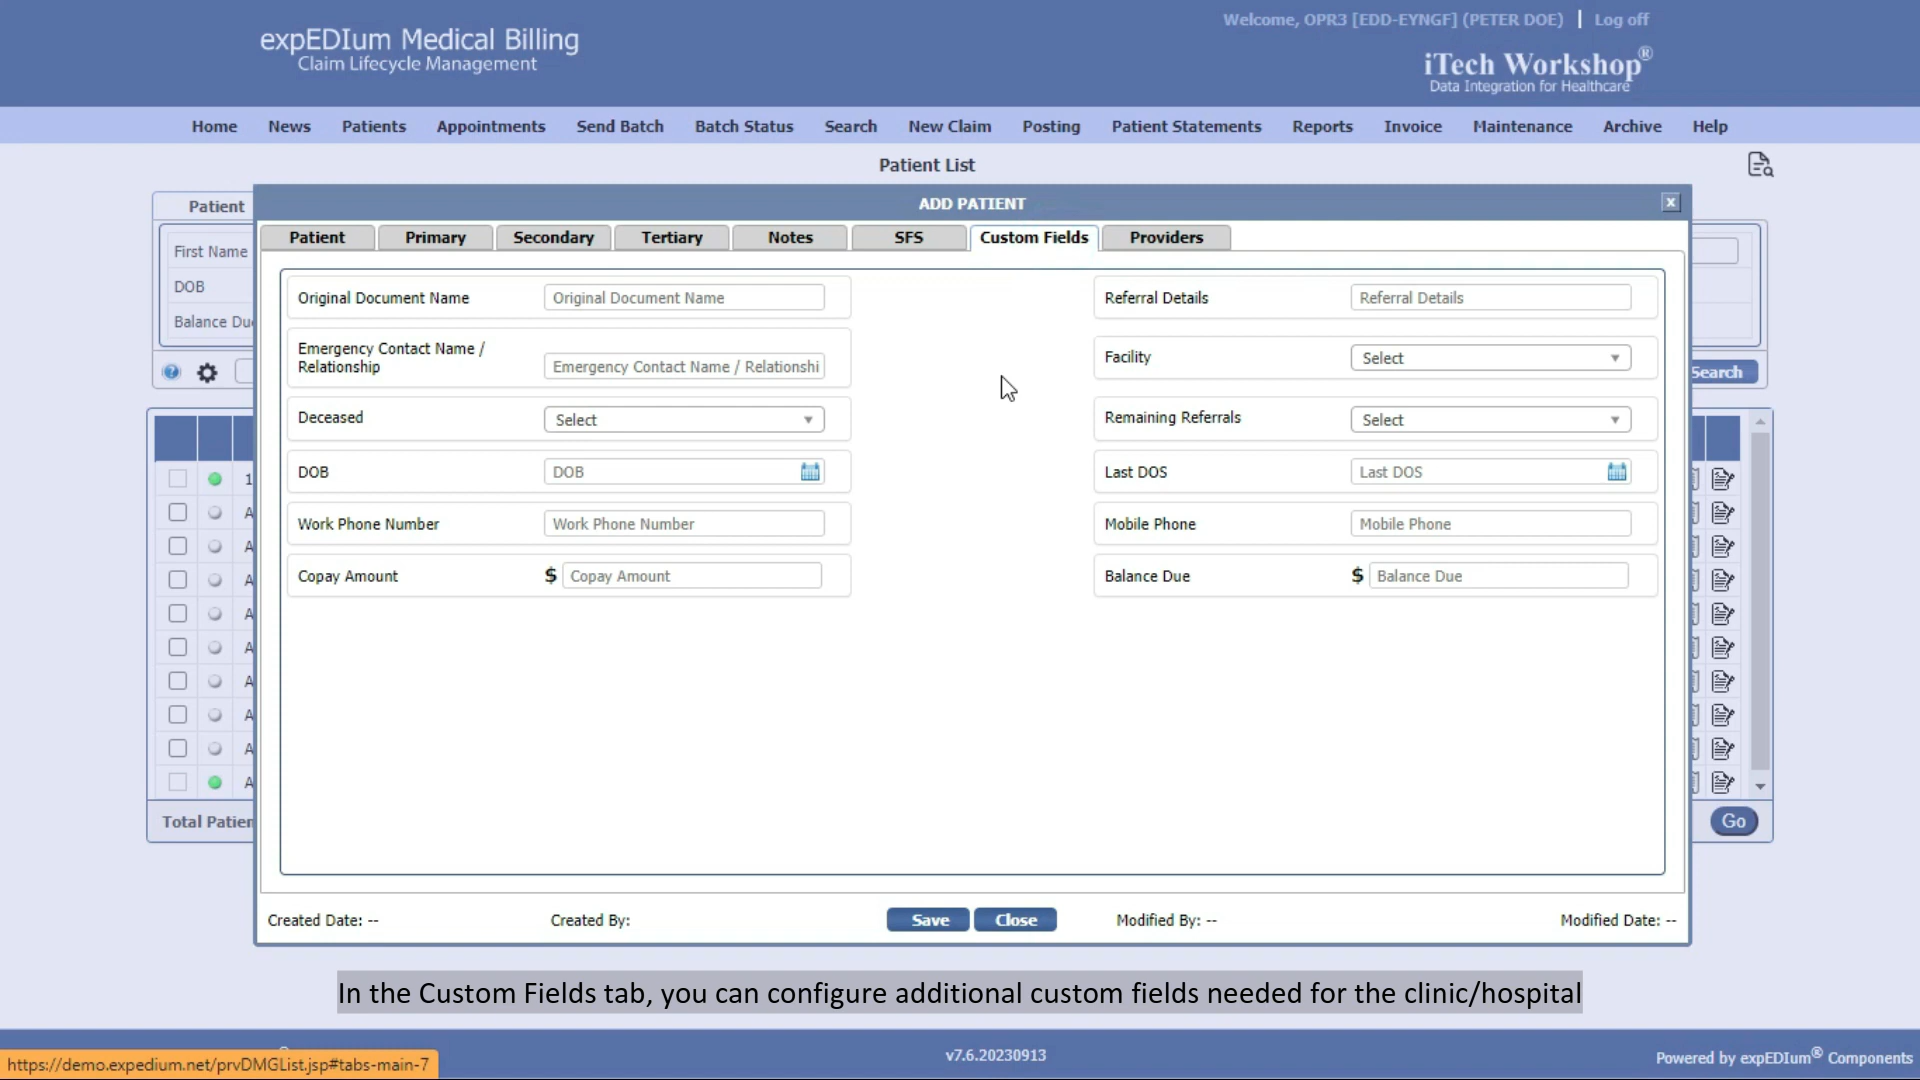 expEDIum Medical Billing
Claim Lifecycle Management
Welcome, OPR3 [EDD-EYNGF] (PETER DOE) | Log off
iTech Workshop®
Data Integration for Healthcare
Home News Patients Appointments Send Batch Batch Status Search New Claim Posting Patient Statements Reports Invoice Maintenance Archive Help
Patient List
Patient
First Name
DOB
Balance Du
Search
ADD PATIENT
x
Patient Primary Secondary Tertiary Notes SFS Custom Fields Providers
Original Document Name Original Document Name Referral Details Referral Details
Emergency Contact Name /
Relationship Emergency Contact Name / Relationshi Facility Select
Deceased Select Remaining Referrals Select
DOB DOB Last DOS Last DOS
Work Phone Number Work Phone Number Mobile Phone Mobile Phone
Copay Amount $ Copay Amount Balance Due $ Balance Due
1
A
A
A
A
A
A
A
A
A
Total Patien
Go
Created Date: -- Created By: Save Close Modified By: -- Modified Date: --
In the Custom Fields tab, you can configure additional custom fields needed for the clinic/hospital
https://demo.expedium.net/prvDMGList.jsp#tabs-main-7
v7.6.20230913
Powered by expEDIum® Components